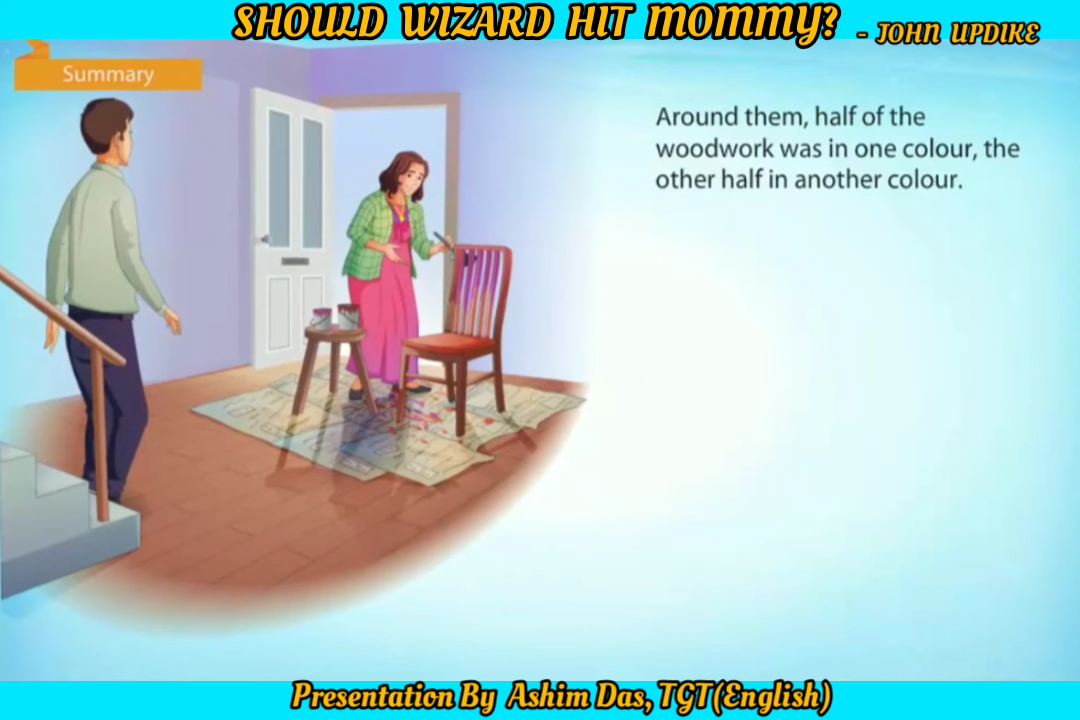 SHOULD WIZARD HIT MOMMY? - JOHN UPDIKE
Summary
Around them, half of the
woodwork was in one colour, the
other half in another colour.
Presentation By Ashim Das, TGT(English)